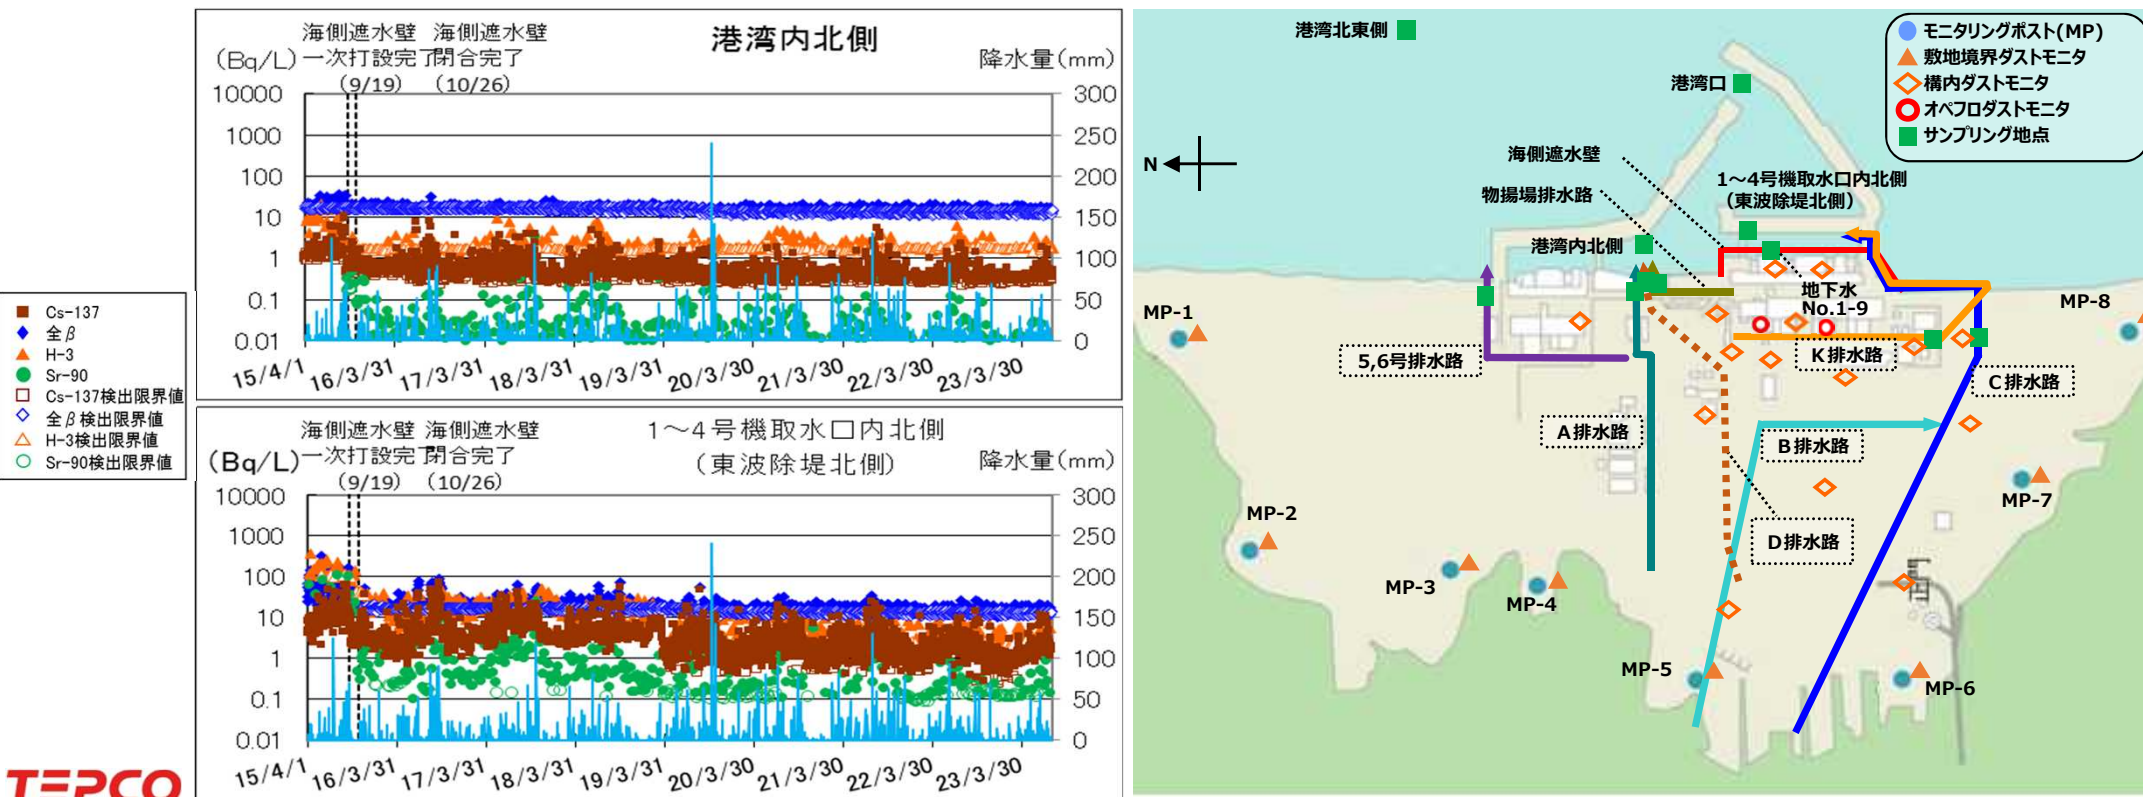 Cs-137
全β
H-3
Sr-90
Cs-137検出限界値
全β検出限界値
H-3検出限界値
Sr-90検出限界値
TEPCO
港湾内北側
海側遮水壁
一次打設完了
(9/19)
海側遮水壁
閉合完了
(10/26)
(Bq/L)
降水量(mm)
10000
1000
100
10
1
0.1
0.01
300
250
200
150
100
50
0
15/4/1
16/3/31
17/3/31
18/3/31
19/3/31
20/3/30
21/3/30
22/3/30
23/3/30
1～4号機取水口内北側
(東波除堤北側)
海側遮水壁
一次打設完
(9/19)
海側遮水壁
閉合完了
(10/26)
(Bq/L)
降水量(mm)
10000
1000
100
10
1
0.1
0.01
300
250
200
150
100
50
0
15/4/1
16/3/31
17/3/31
18/3/31
19/3/31
20/3/30
21/3/30
22/3/30
23/3/30
港湾北東側
港湾口
モニタリングポスト(MP)
敷地境界ダストモニタ
構内ダストモニタ
オペフロダストモニタ
サンプリング地点
N
海側遮水壁
物揚場排水路
港湾内北側
1～4号機取水口内北側
（東波除堤北側）
地下水
No.1-9
MP-1
MP-8
5,6号排水路
K排水路
C排水路
A排水路
B排水路
D排水路
MP-2
MP-3
MP-4
MP-5
MP-6
MP-7